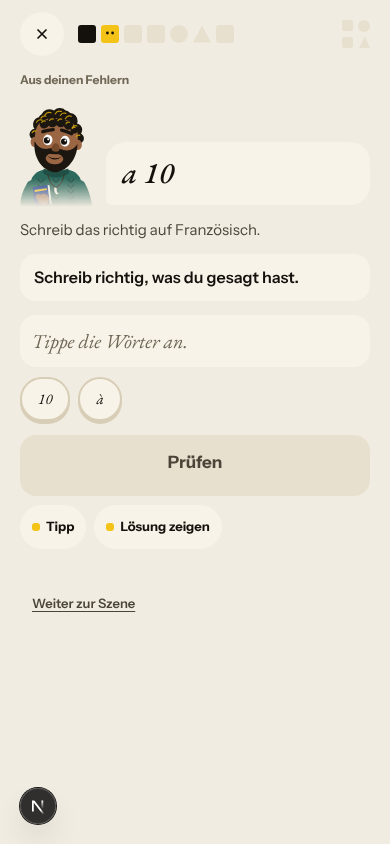 Aus deinen Fehlern
a 10
Schreib das richtig auf Französisch.
Schreib richtig, was du gesagt hast.
Tippe die Wörter an.
10 à
Prüfen
Tipp Lösung zeigen
Weiter zur Szene
N